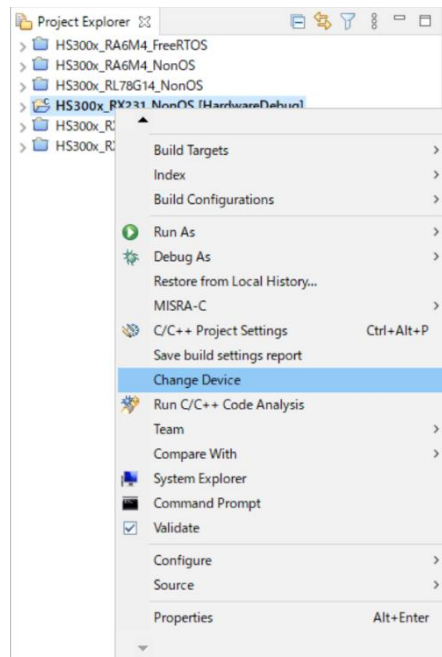 Project Explorer
HS300x_RA6M4_FreeRTOS
HS300x_RA6M4_NonOS
HS300x_RL78G14_NonOS
HS300x_RX231_NonOS [HardwareDebug]
HS300x_R
HS300x_R
Build Targets
Index
Build Configurations
Run As
Debug As
Restore from Local History...
MISRA-C
C/C++ Project Settings Ctrl+Alt+P
Save build settings report
Change Device
Run C/C++ Code Analysis
Team
Compare With
System Explorer
Command Prompt
Validate
Configure
Source
Properties Alt+Enter